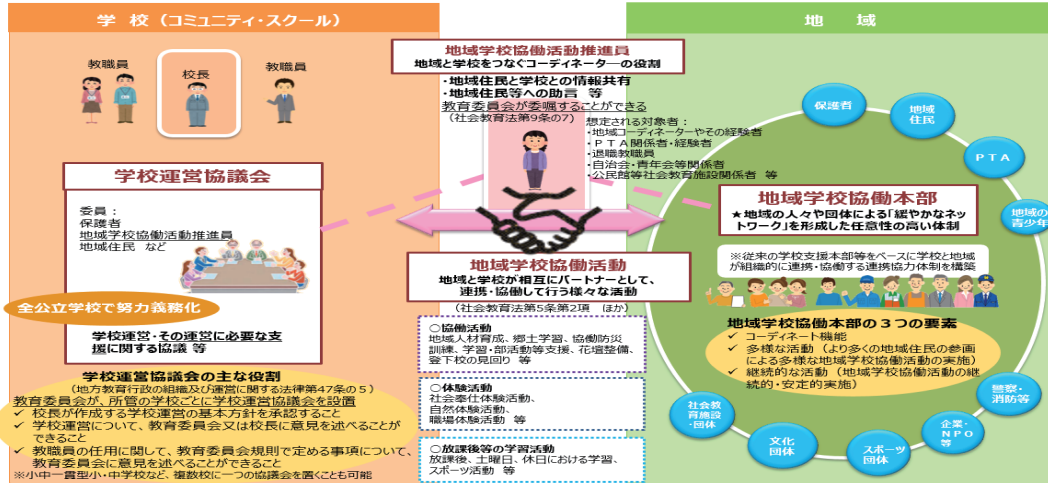 学 校（コミュニティ・スクール）
地 域
教職員
校長
教職員
地域学校協働活動推進員
地域と学校をつなぐコーディネーターの役割
・地域住民と学校との情報共有
・地域住民等への助言 等
教育委員会が委嘱することができる
（社会教育法第9条の7）
想定される対象者：
・地域コーディネーターやその経験者
・ＰＴＡ関係者・経験者
・退職教職員
・自治会・青年会等関係者
・公民館等社会教育施設関係者 等
学校運営協議会
委員：
保護者
地域学校協働活動推進員
地域住民 など
全公立学校で努力義務化
学校運営・その運営に必要な支
援に関する協議 等
学校運営協議会の主な役割
（地方教育行政の組織及び運営に関する法律第47条の５）
教育委員会が、所管の学校ごとに学校運営協議会を設置
✓ 校長が作成する学校運営の基本方針を承認すること
✓ 学校運営について、教育委員会又は校長に意見を述べることが
できること
✓ 教職員の任用に関して、教育委員会規則で定める事項について、
教育委員会に意見を述べることができること
※小中一貫型小・中学校など、複数校に一つの協議会を置くことも可能
地域学校協働活動
地域と学校が相互にパートナーとして、
連携・協働して行う様々な活動
（社会教育法第5条第2項 ほか）
○協働活動
地域人材育成、郷土学習、協働防災
訓練、学習・部活動等支援、花壇整備、
登下校の見回り 等
○体験活動
社会奉仕体験活動、
自然体験活動、
職場体験活動 等
○放課後等の学習活動
放課後、土曜日、休日における学習、
スポーツ活動 等
保護者
地域
住民
ＰＴＡ
地域の
青少年
地域学校協働本部
★地域の人々や団体による「緩やかなネッ
トワーク」を形成した任意性の高い体制
※従来の学校支援本部等をベースに学校と地域
が組織的に連携・協働する連携協力体制を構築
地域学校協働本部の３つの要素
✓ コーディネート機能
✓ 多様な活動（より多くの地域住民の参画
による多様な地域学校協働活動の実施）
✓ 継続的な活動（地域学校協働活動の継
続的・安定的実施）
警察・
消防等
企業・
ＮＰＯ
等
スポーツ
団体
文化
団体
社会教
育施設
・団体